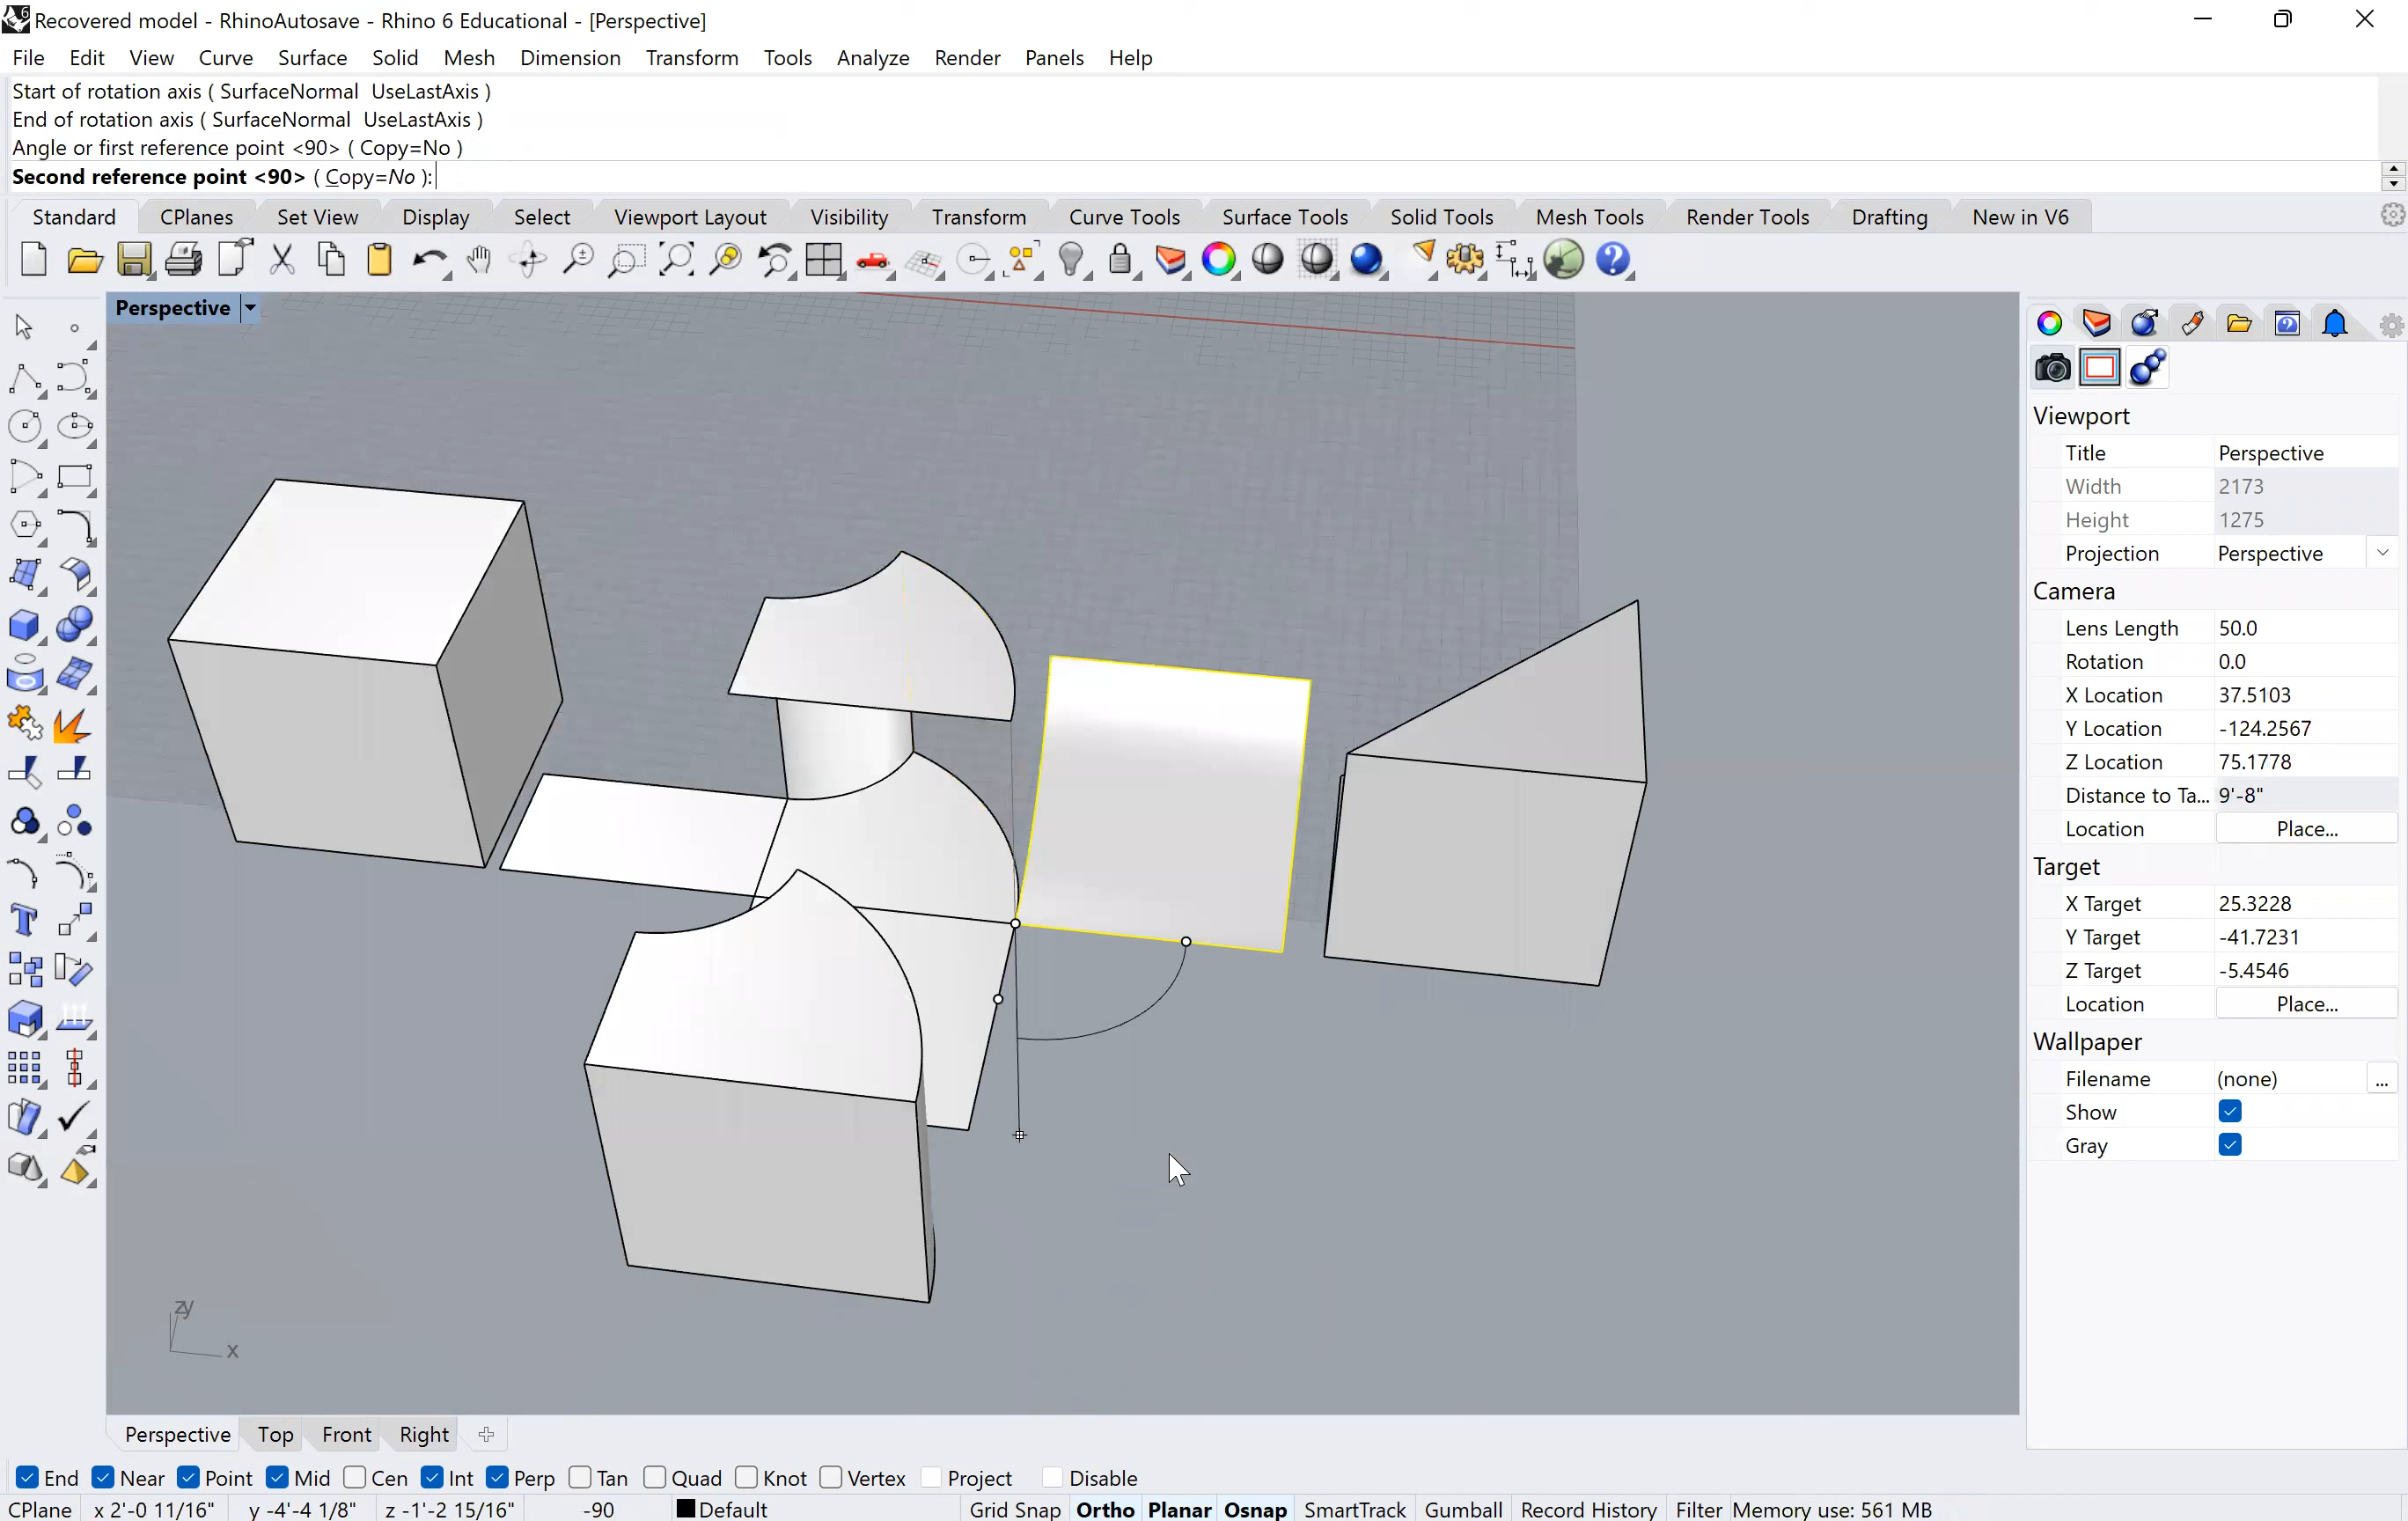 Recovered model - RhinoAutosave - Rhino 6 Educational - [Perspective]
File Edit View Curve Surface Solid Mesh Dimension Transform Tools Analyze Render Panels Help
Start of rotation axis ( SurfaceNormal UseLastAxis )
End of rotation axis ( SurfaceNormal UseLastAxis )
Angle or first reference point <90> ( Copy=No )
Second reference point <90> ( Copy=No ):
Standard CPlanes Set View Display Select Viewport Layout Visibility Transform Curve Tools Surface Tools Solid Tools Mesh Tools Render Tools Drafting New in V6
Perspective
Viewport
Title Perspective
Width 2173
Height 1275
Projection Perspective
Camera
Lens Length 50.0
Rotation 0.0
X Location 37.5103
Y Location -124.2567
Z Location 75.1778
Distance to Ta... 9'-8"
Location Place...
Target
X Target 25.3228
Y Target -41.7231
Z Target -5.4546
Location Place...
Wallpaper
Filename (none) ...
Show
Gray
zy
x
Perspective Top Front Right
End Near Point Mid Cen Int Perp Tan Quad Knot Vertex Project Disable
CPlane x 2'-0 11/16" y -4'-4 1/8" z -1'-2 15/16" -90 Default Grid Snap Ortho Planar Osnap SmartTrack Gumball Record History Filter Memory use: 561 MB